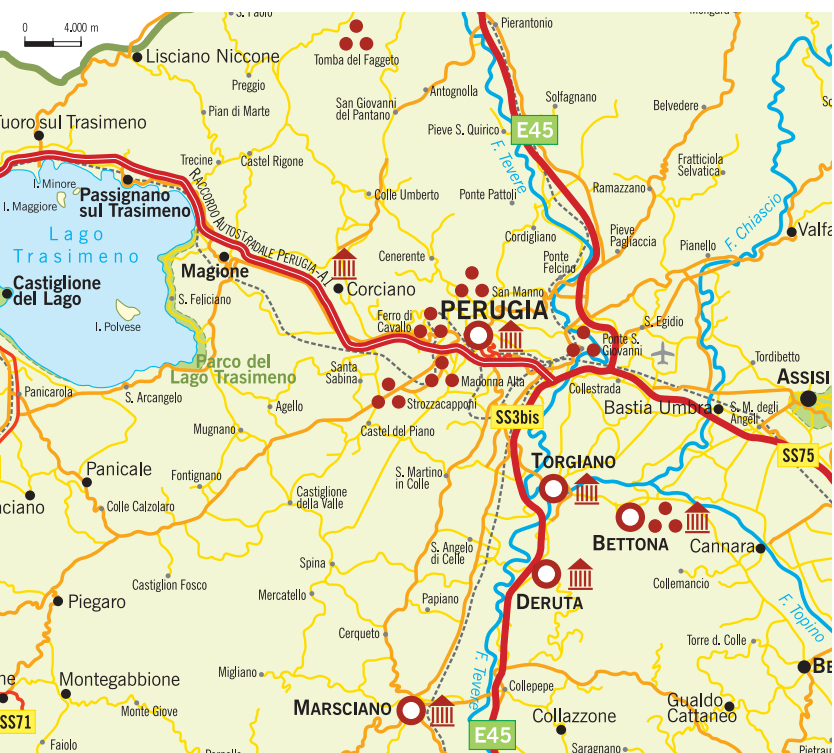 0 4.000 m
S. Paolo
Pierantonio
Lisciano Niccone
Tomba del Faggeto
Preggio
Antognolla
San Giovanni
del Pantano
Solfagnano
Belvedere
Pian di Marte
Tuoro sul Trasimeno
Pieve S. Quirico
E45
F. Tevere
Trecine
Castel Rigone
Fratticiola
Selvatica
RACCORDO AUTOSTRADALE PERUGIA-A1
I. Minore
Passignano
sul Trasimeno
I. Maggiore
Colle Umberto
Ponte Pattoli
Ramazzano
F. Chiascio
Lago
Trasimeno
Cordigliano
Pieve
Pagliaccia
Pianello
Valfa
Magione
Cenerente
Ponte
Felcino
Castiglione
del Lago
S. Feliciano
Corciano
San Manno
I. Polvese
Ferro di
Cavallo
PERUGIA
S. Egidio
Ponte S.
Giovanni
Parco del
Lago Trasimeno
Santa
Sabina
Madonna Alta
Tordibetto
Panicarola
S. Arcangelo
Agello
Strozzacapponi
Collestrada
ASSISI
Bastia Umbra
S. M. degli
Angeli
Mugnano
Castel del Piano
SS3bis
SS75
Panicale
Fontignano
S. Martino
in Colle
TORGIANO
ciano
Colle Calzolaro
Castiglione
della Valle
BETTONA
Cannara
S. Angelo
di Celle
Spina
Castiglion Fosco
Mercatello
Papiano
DERUTA
Collemancio
Piegaro
F. Topino
Cerqueto
Torre d. Colle
F. Tevere
Migliano
BE
ne
Montegabbione
Monte Giove
MARSCIANO
Collepepe
Gualdo
Cattaneo
SS71
E45
Collazzone
Faiolo
Saragnano